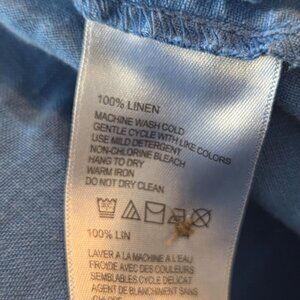 100% LINEN
MACHINE WASH COLD
GENTLE CYCLE WITH LIKE COLORS
USE MILD DETERGENT
NON-CHLORINE BLEACH
HANG TO DRY
WARM IRON
DO NOT DRY CLEAN
100% LIN
LAVER A LA MACHINE A L'EAU
FROIDE AVEC DES COULEURS
SEMBLABLES CYCLE DELICAT
AGENT DE BLANCHIMENT SANS